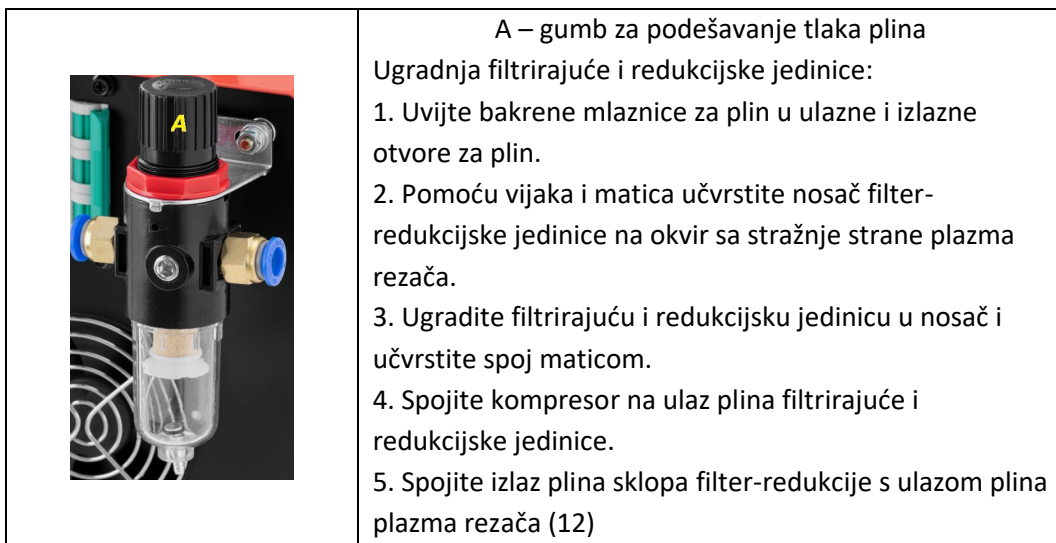 A
A – gumb za podešavanje tlaka plina
Ugradnja filtrirajuće i redukcijske jedinice:
1. Uvijte bakrene mlaznice za plin u ulazne i izlazne
otvore za plin.
2. Pomoću vijaka i matica učvrstite nosač filter-
redukcijske jedinice na okvir sa stražnje strane plazma
rezača.
3. Ugradite filtrirajuću i redukcijsku jedinicu u nosač i
učvrstite spoj maticom.
4. Spojite kompresor na ulaz plina filtrirajuće i
redukcijske jedinice.
5. Spojite izlaz plina sklopa filter-redukcije s ulazom plina
plazma rezača (12)